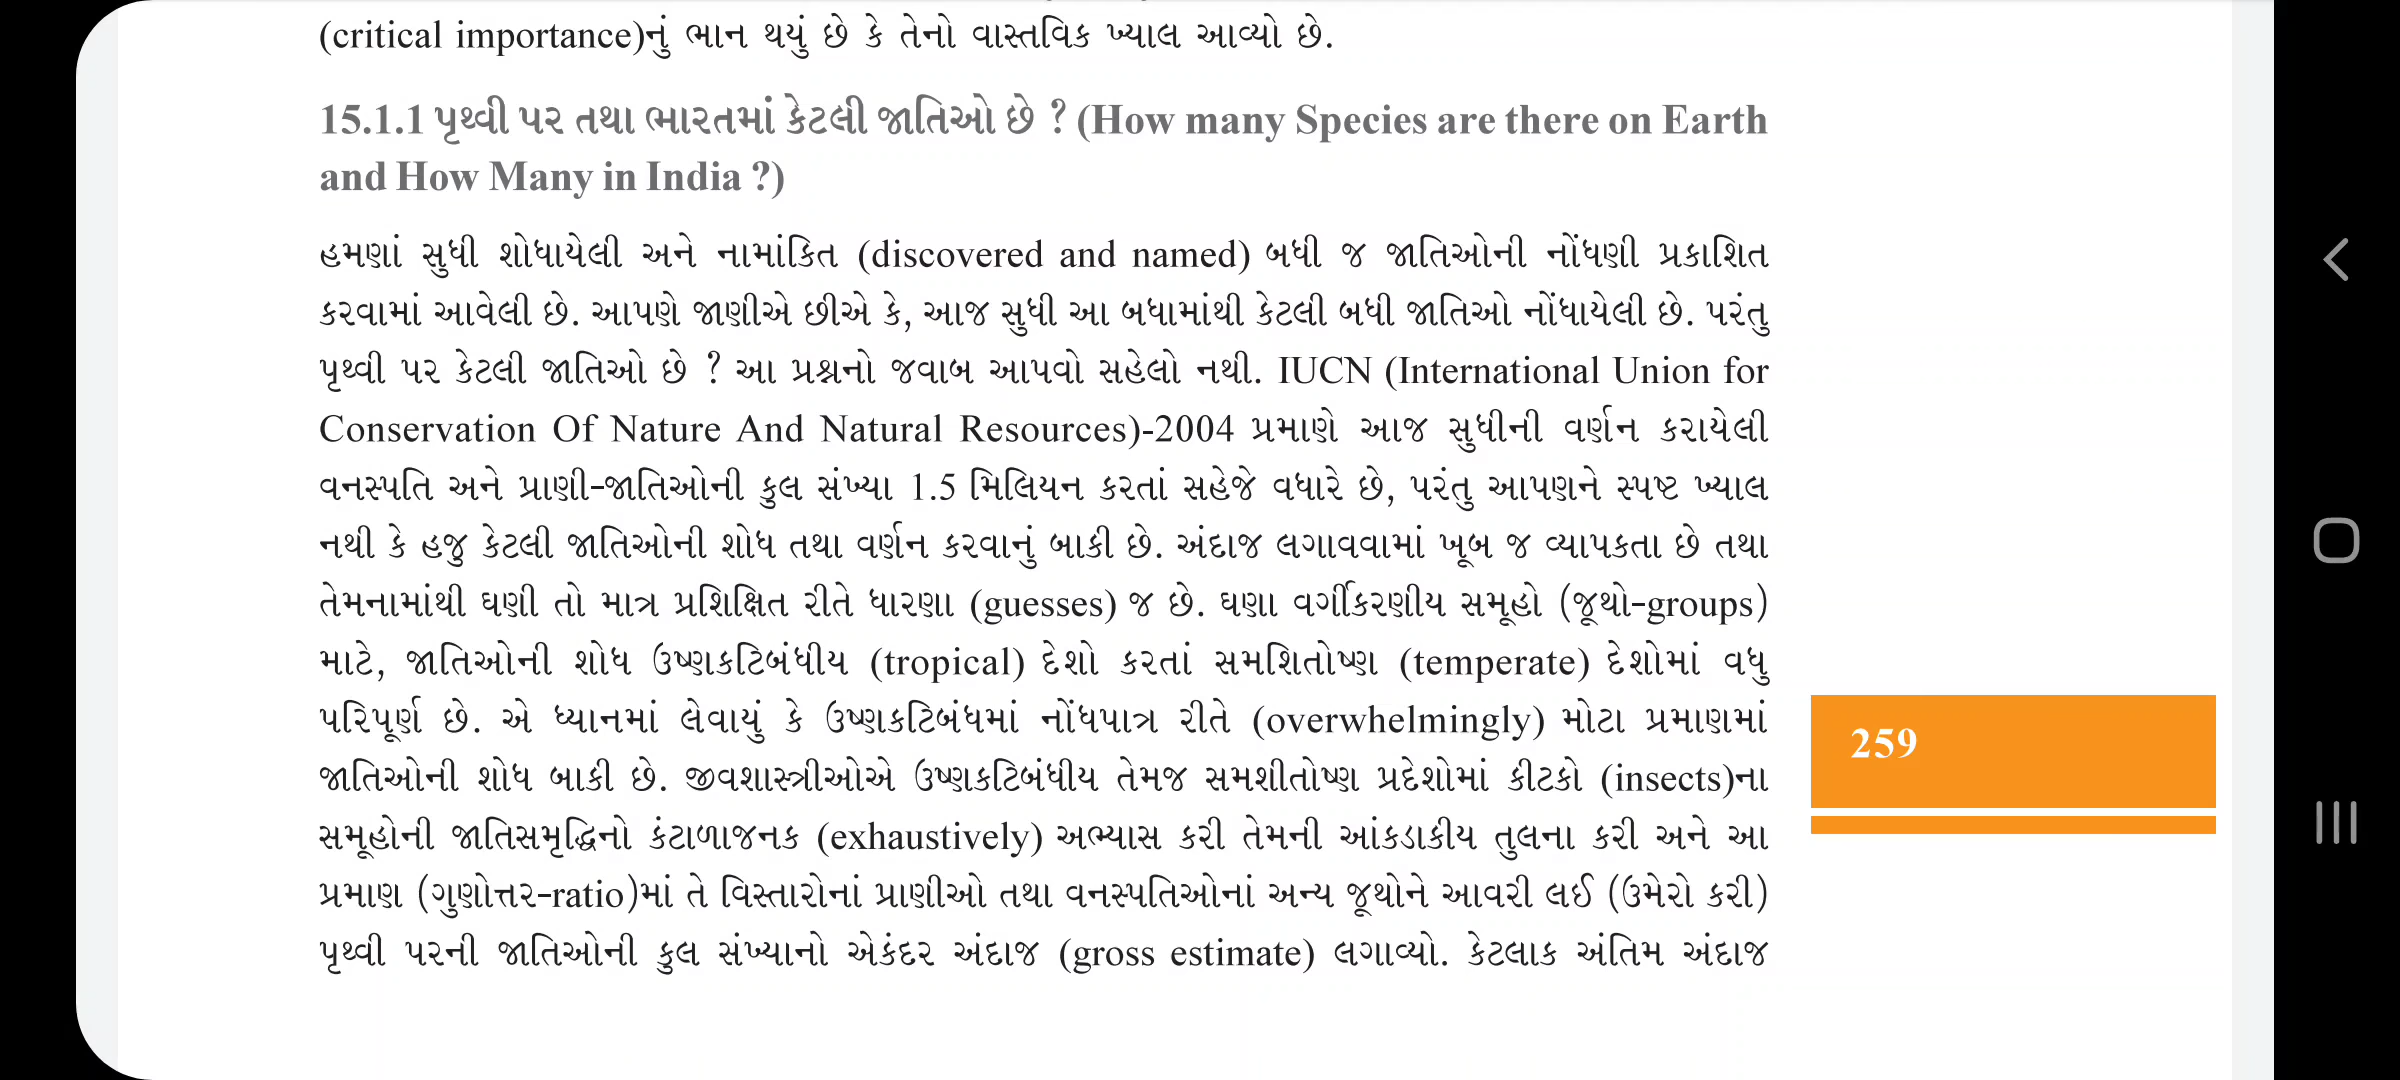 (critical importance)નું ભાન થયું છે કે તેનો વાસ્તવિક ખ્યાલ આવ્યો છે.
15.1.1 પૃથ્વી પર તથા ભારતમાં કેટલી જાતિઓ છે ? (How many Species are there on Earth
and How Many in India ?)
હમણાં સુધી શોધાયેલી અને નામાંકિત (discovered and named) બધી જ જાતિઓની નોંધણી પ્રકાશિત
કરવામાં આવેલી છે. આપણે જાણીએ છીએ કે, આજ સુધી આ બધામાંથી કેટલી બધી જાતિઓ નોંધાયેલી છે. પરંતુ
પૃથ્વી પર કેટલી જાતિઓ છે ? આ પ્રશ્નનો જવાબ આપવો સહેલો નથી. IUCN (International Union for
Conservation Of Nature And Natural Resources)-2004 પ્રમાણે આજ સુધીની વર્ણન કરાયેલી
વનસ્પતિ અને પ્રાણી-જાતિઓની કુલ સંખ્યા 1.5 મિલિયન કરતાં સહેજે વધારે છે, પરંતુ આપણને સ્પષ્ટ ખ્યાલ
નથી કે હજુ કેટલી જાતિઓની શોધ તથા વર્ણન કરવાનું બાકી છે. અંદાજ લગાવવામાં ખૂબ જ વ્યાપકતા છે તથા
તેમનામાંથી ઘણી તો માત્ર પ્રશિક્ષિત રીતે ધારણા (guesses) જ છે. ઘણા વર્ગીકરણીય સમૂહો (જૂથો-groups)
માટે, જાતિઓની શોધ ઉષ્ણકટિબંધીય (tropical) દેશો કરતાં સમશિતોષ્ણ (temperate) દેશોમાં વધુ
પરિપૂર્ણ છે. એ ધ્યાનમાં લેવાયું કે ઉષ્ણકટિબંધમાં નોંધપાત્ર રીતે (overwhelmingly) મોટા પ્રમાણમાં
જાતિઓની શોધ બાકી છે. જીવશાસ્ત્રીઓએ ઉષ્ણકટિબંધીય તેમજ સમશીતોષ્ણ પ્રદેશોમાં કીટકો (insects)ના
સમૂહોની જાતિસમૃદ્ધિનો કંટાળાજનક (exhaustively) અભ્યાસ કરી તેમની આંકડાકીય તુલના કરી અને આ
પ્રમાણ (ગુણોત્તર-ratio)માં તે વિસ્તારોનાં પ્રાણીઓ તથા વનસ્પતિઓનાં અન્ય જૂથોને આવરી લઈ (ઉમેરો કરી)
પૃથ્વી પરની જાતિઓની કુલ સંખ્યાનો એકંદર અંદાજ (gross estimate) લગાવ્યો. કેટલાક અંતિમ અંદાજ
259